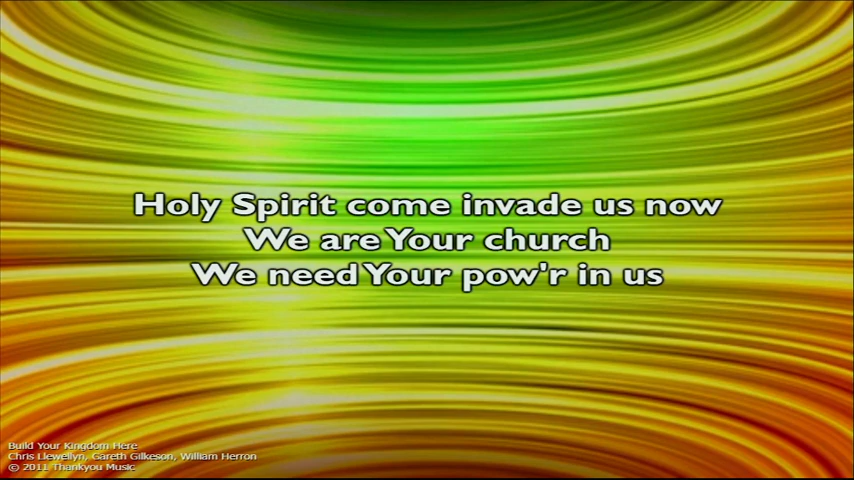 Holy Spirit come invade us now
We are Your church
We need Your pow'r in us
Build Your Kingdom Here
Chris Llewellyn, Gareth Gilkeson, William Herron
© 2011 Thankyou Music